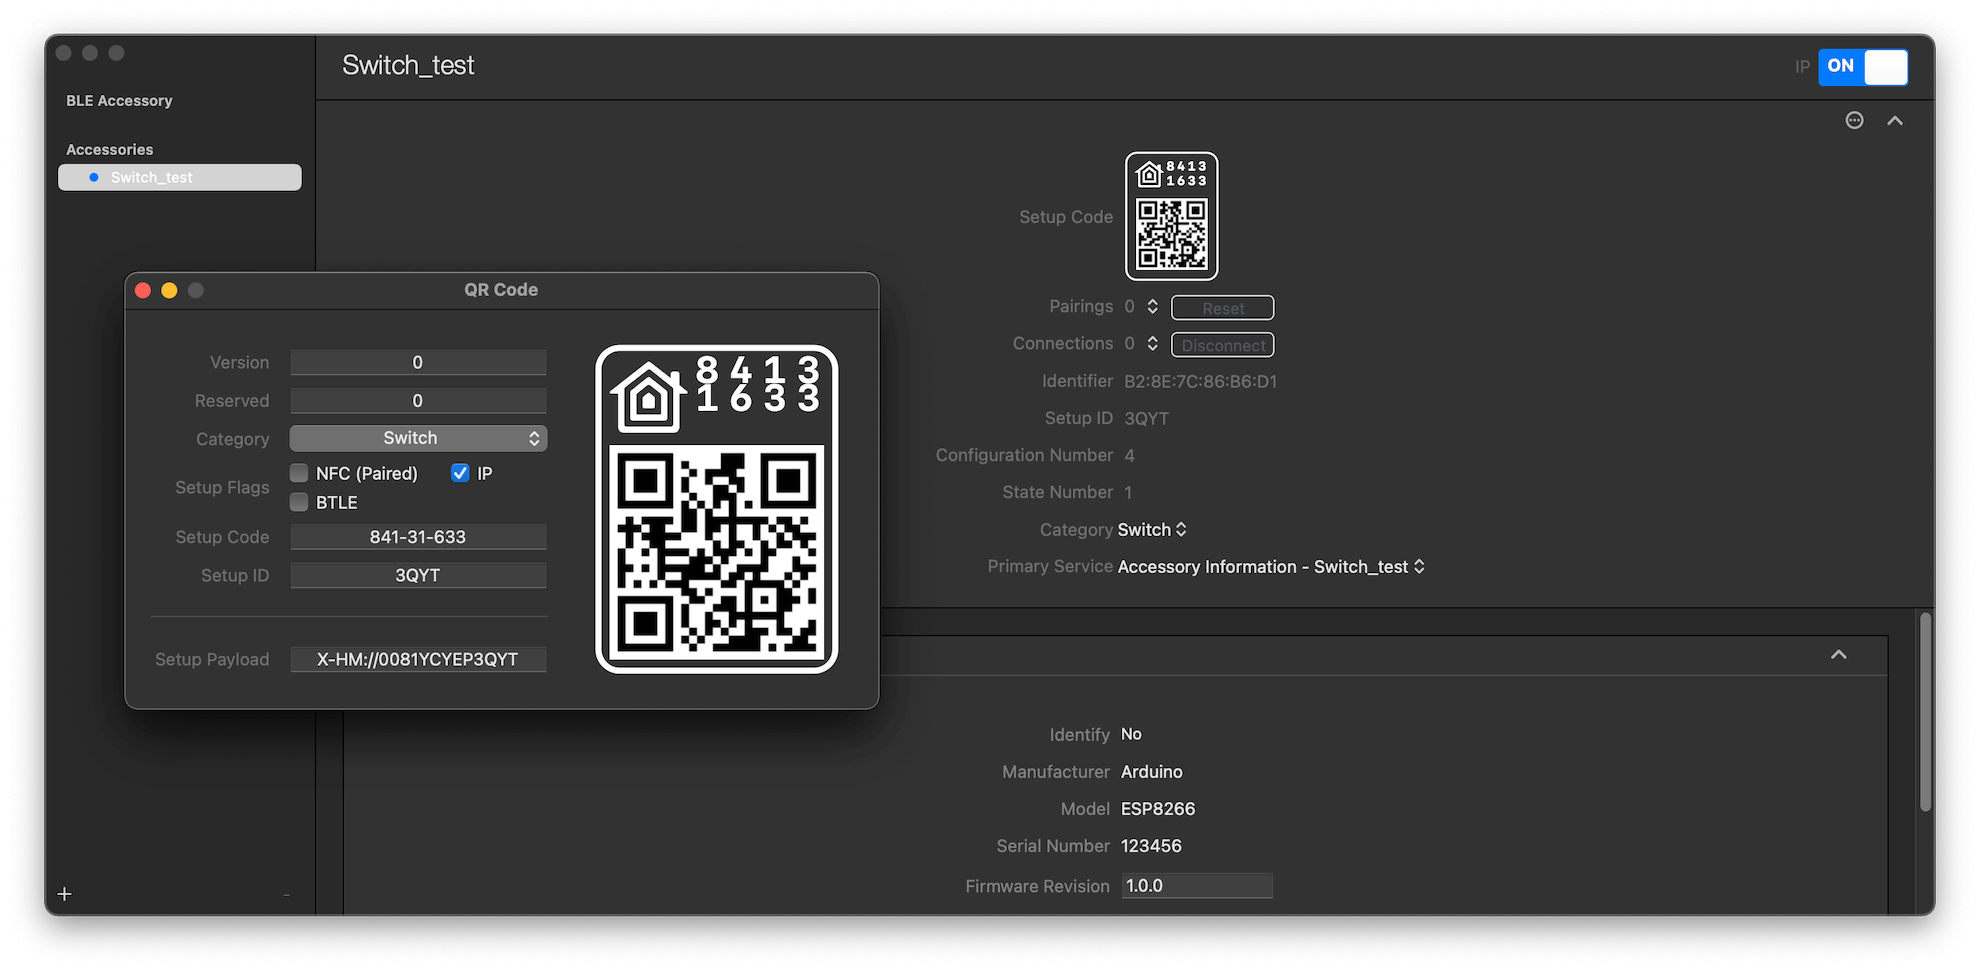 Switch_test
IP ON
BLE Accessory
Accessories
Switch_test
8413
1633
Setup Code
Pairings 0 Reset
Connections 0 Disconnect
Identifier B2:8E:7C:86:B6:D1
Setup ID 3QYT
Configuration Number 4
State Number 1
Category Switch
Primary Service Accessory Information - Switch_test
QR Code
Version 0
Reserved 0
Category Switch
Setup Flags NFC (Paired) IP
BTLE
Setup Code 841-31-633
Setup ID 3QYT
Setup Payload X-HM://0081YCYEP3QYT
8413
1633
Identify No
Manufacturer Arduino
Model ESP8266
Serial Number 123456
Firmware Revision 1.0.0